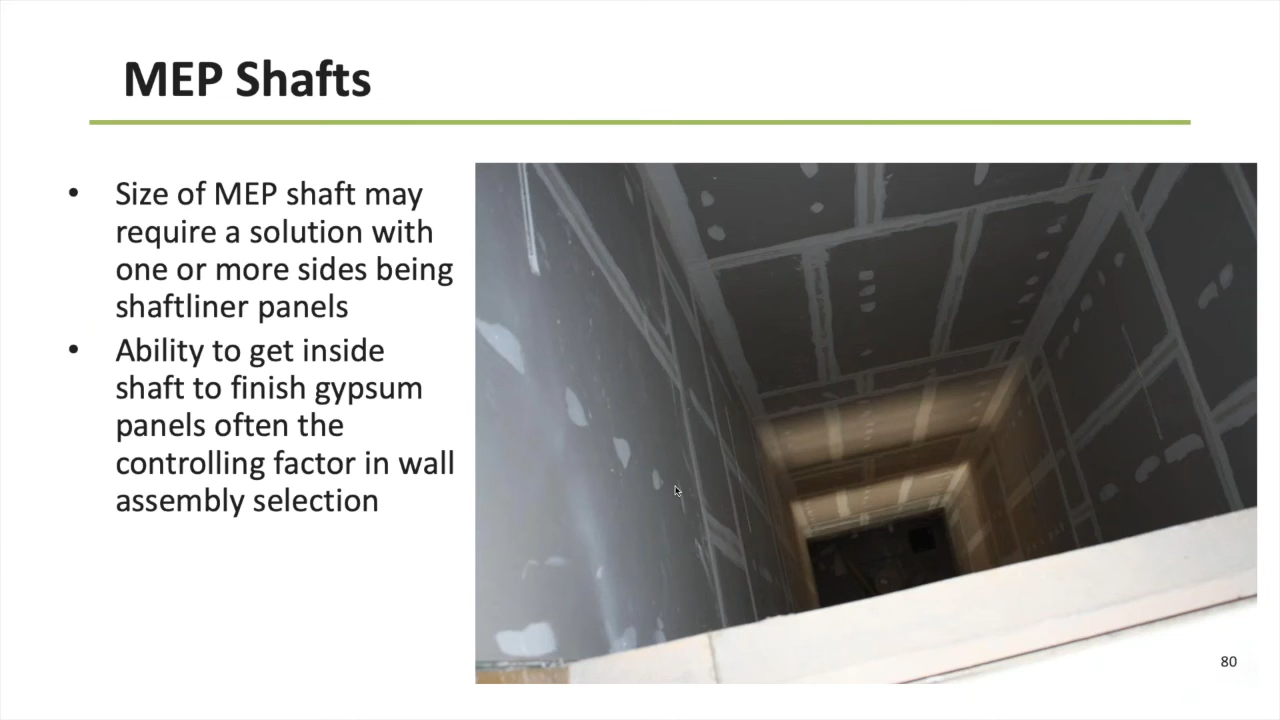 MEP Shafts
• Size of MEP shaft may
require a solution with
one or more sides being
shaftliner panels
• Ability to get inside
shaft to finish gypsum
panels often the
controlling factor in wall
assembly selection
80